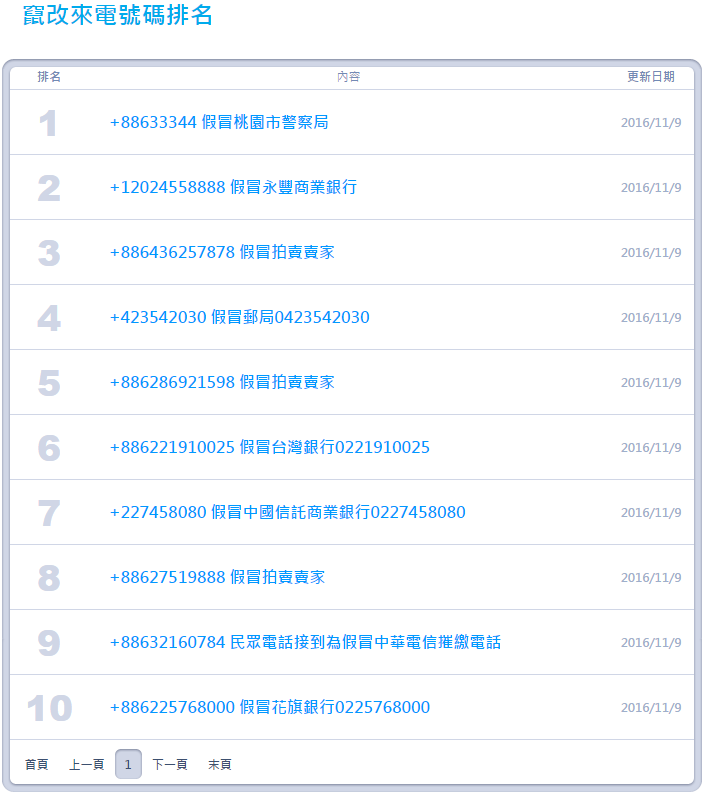 竄改來電號碼排名
排名 內容 更新日期
1 +88633344 假冒桃園市警察局 2016/11/9
2 +12024558888 假冒永豐商業銀行 2016/11/9
3 +886436257878 假冒拍賣賣家 2016/11/9
4 +423542030 假冒郵局0423542030 2016/11/9
5 +886286921598 假冒拍賣賣家 2016/11/9
6 +886221910025 假冒台灣銀行0221910025 2016/11/9
7 +227458080 假冒中國信託商業銀行0227458080 2016/11/9
8 +88627519888 假冒拍賣賣家 2016/11/9
9 +88632160784 民眾電話接到為假冒中華電信摧繳電話 2016/11/9
10 +886225768000 假冒花旗銀行0225768000 2016/11/9
首頁 上一頁 1 下一頁 末頁